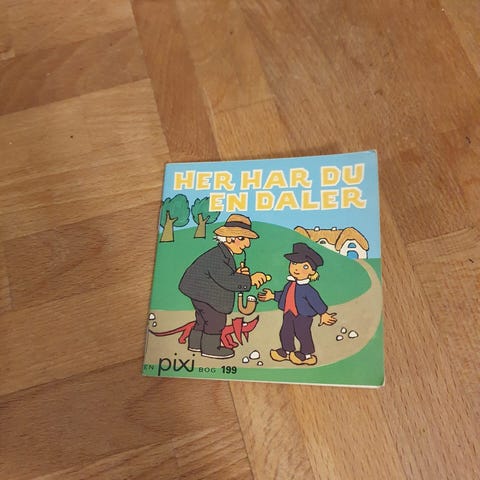 HER HAR DU
EN DALER
EN pixi BOG 199